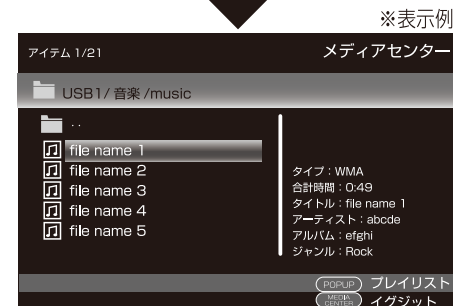 ※表示例
アイテム 1/21 メディアセンター
USB1/ 音楽 /music
..
file name 1
file name 2
file name 3
file name 4
file name 5
タイプ：WMA
合計時間：0:49
タイトル：file name 1
アーティスト：abcde
アルバム：efghi
ジャンル：Rock
POPUP プレイリスト
MEDIA CENTER イグジット